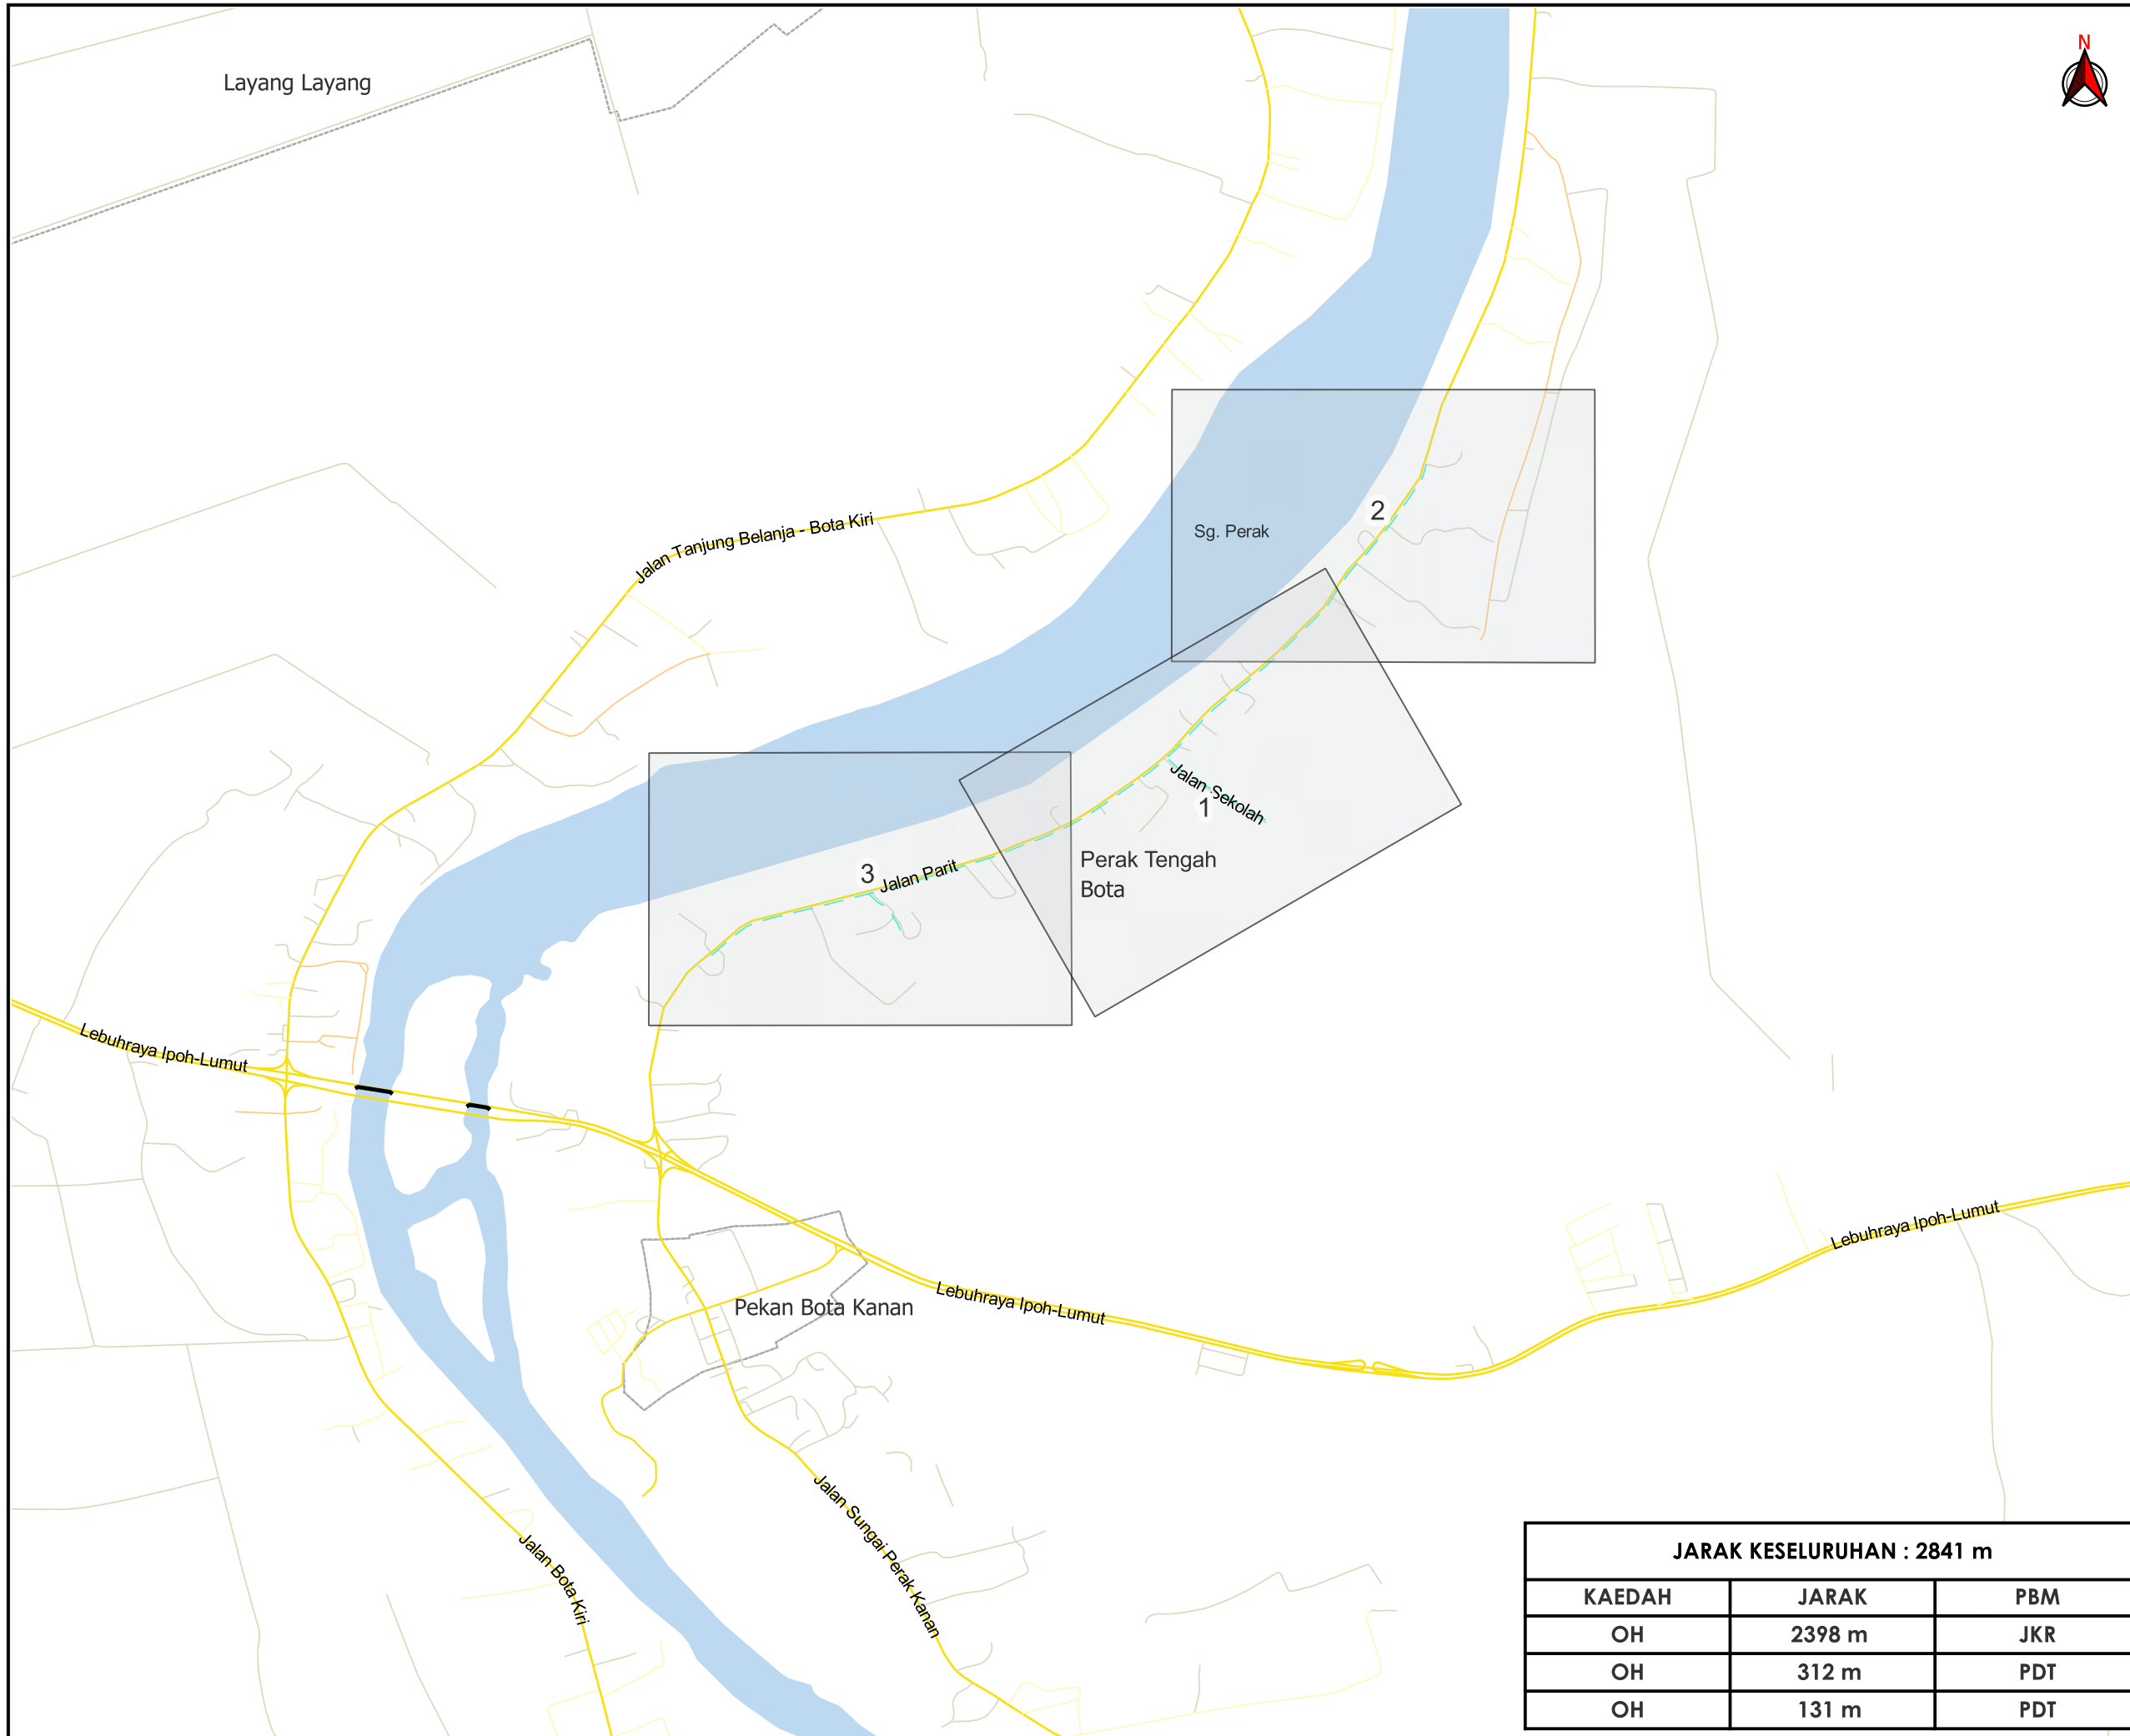 N
Layang Layang
Jalan Tanjung Belanja - Bota Kiri
2
Sg. Perak
Jalan Sekolah
1
Perak Tengah
Bota
3
Jalan Parit
Lebuhraya Ipoh-Lumut
Lebuhraya Ipoh-Lumut
Pekan Bota Kanan
Lebuhraya Ipoh-Lumut
Jalan Sungai Perak Kanan
Jalan Bota Kiri
JARAK KESELURUHAN : 2841 m
KAEDAH JARAK PBM
OH 2398 m JKR
OH 312 m PDT
OH 131 m PDT